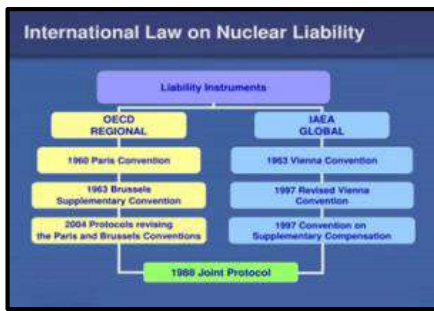 International Law on Nuclear Liability
Liability Instruments
OECD
REGIONAL
1960 Paris Convention
1963 Brussels
Supplementary Convention
2004 Protocols revising
the Paris and Brussels Conventions
IAEA
GLOBAL
1963 Vienna Convention
1997 Revised Vienna
Convention
1997 Convention on
Supplementary Compensation
1988 Joint Protocol